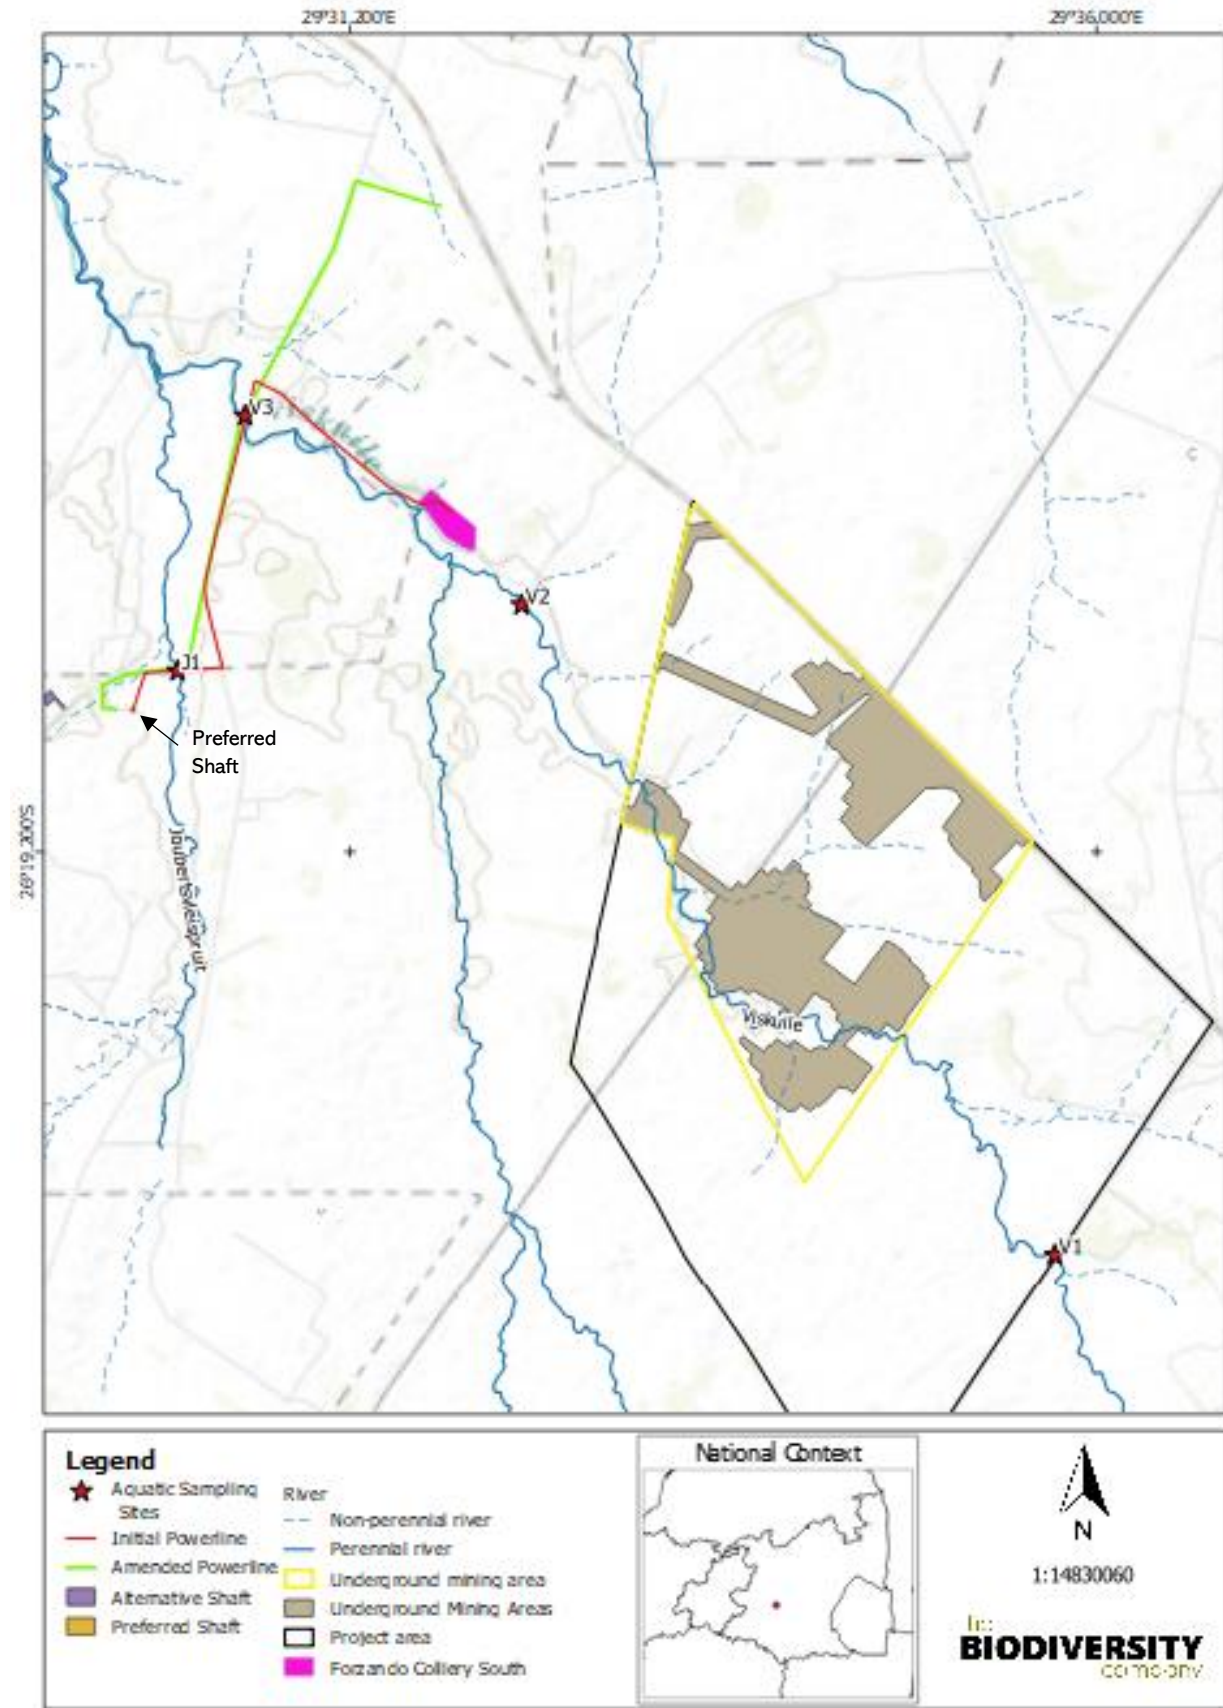 29°31,200'E
29°36,000'E
V3
V2
J1
Preferred
Shaft
26°19,200'S
Viskuile
V1
Legend
Aquatic Sampling
Sites
Initial Powerline
Amended Powerline
Alternative Shaft
Preferred Shaft
River
Non-perennial river
Perennial river
Underground mining area
Underground Mining Areas
Project area
Forzando Colliery South
National Context
N
1:14830060
BIODIVERSITY
company